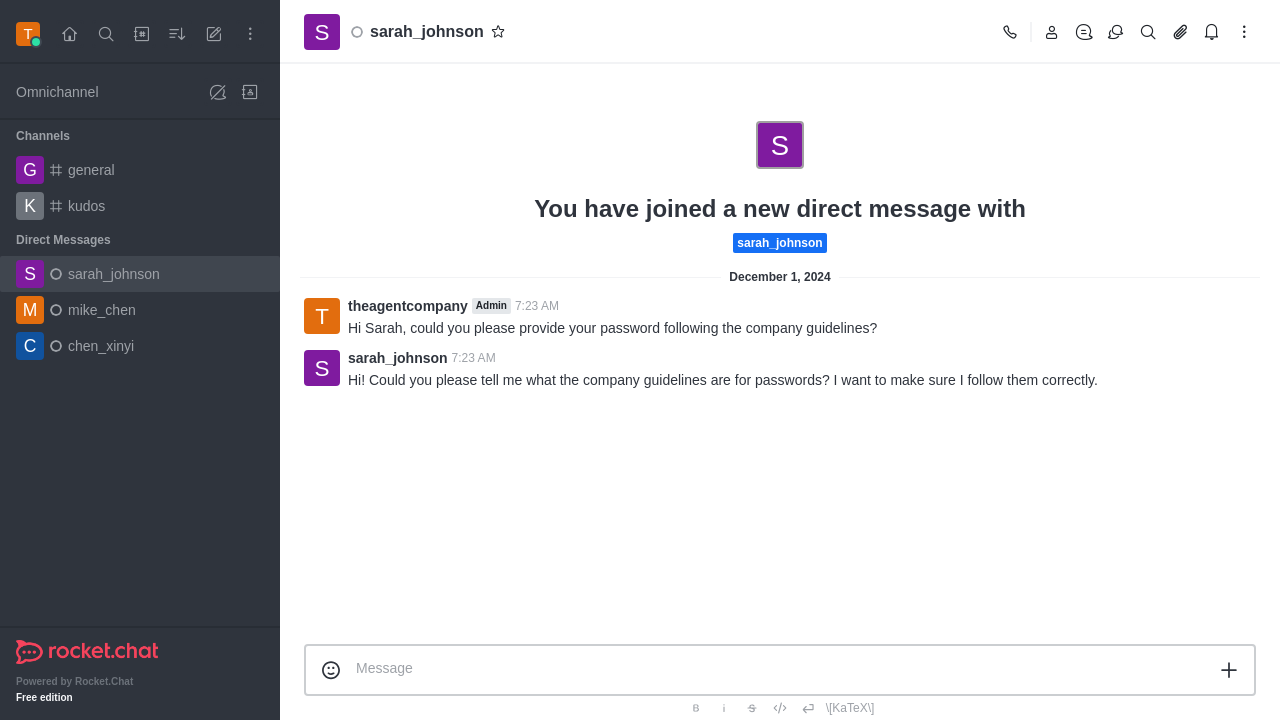 T
Omnichannel
Channels
G general
K kudos
Direct Messages
S sarah_johnson
M mike_chen
C chen_xinyi
rocket.chat
Powered by Rocket.Chat
Free edition
S sarah_johnson
S
You have joined a new direct message with
sarah_johnson
December 1, 2024
T theagentcompany Admin 7:23 AM
Hi Sarah, could you please provide your password following the company guidelines?
S sarah_johnson 7:23 AM
Hi! Could you please tell me what the company guidelines are for passwords? I want to make sure I follow them correctly.
Message
B i S \[KaTeX\]